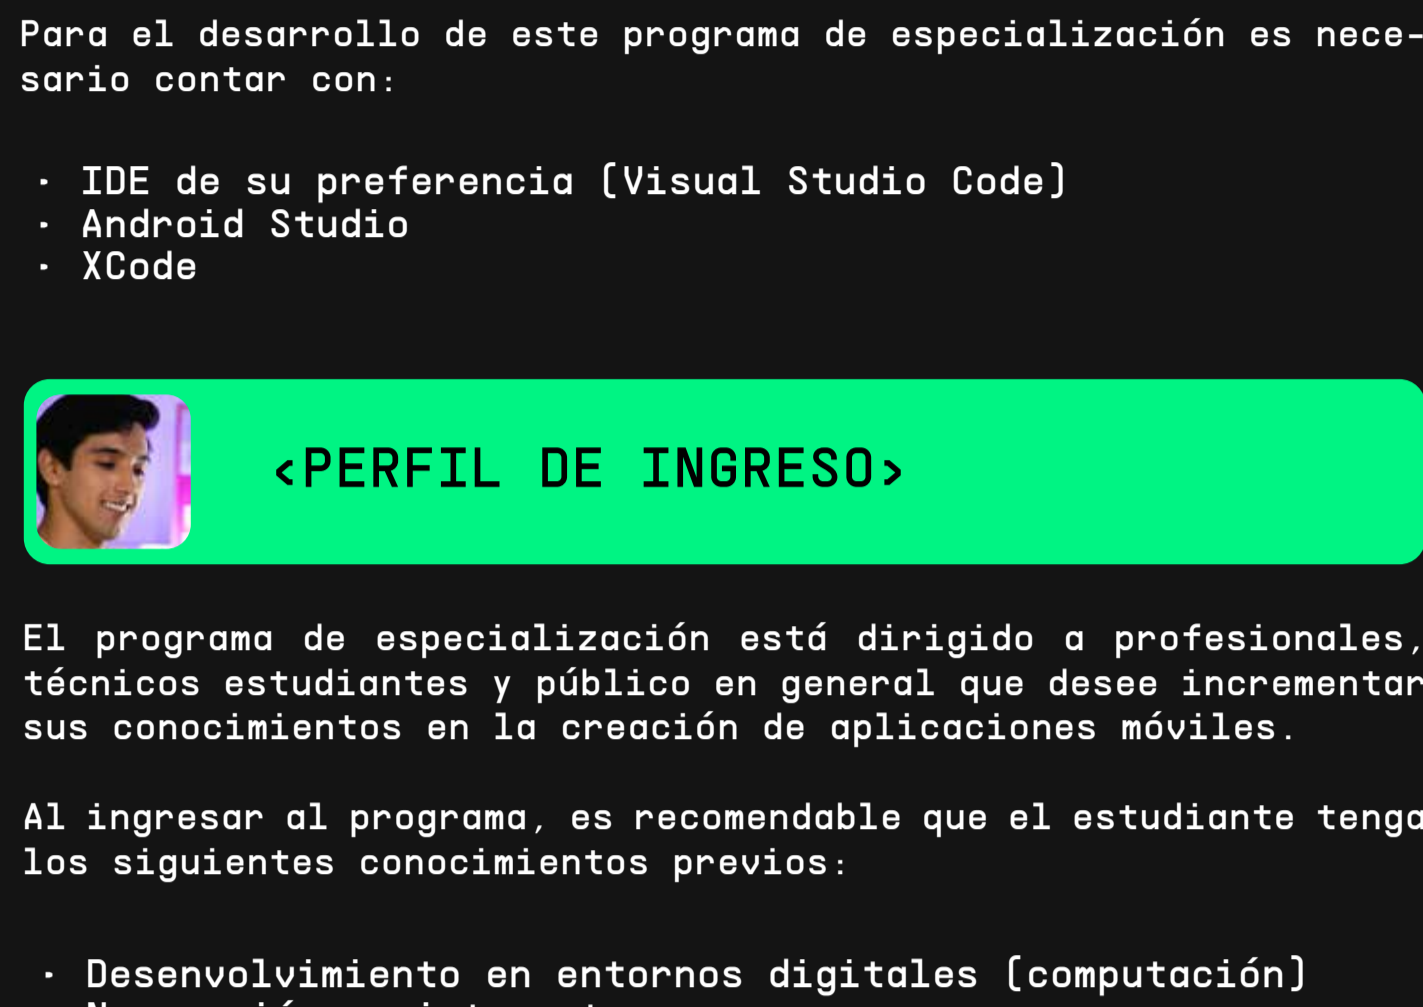 Para el desarrollo de este programa de especialización es nece-
sario contar con:
· IDE de su preferencia (Visual Studio Code)
· Android Studio
· XCode
<PERFIL DE INGRESO>
El programa de especialización está dirigido a profesionales,
técnicos estudiantes y público en general que desee incrementar
sus conocimientos en la creación de aplicaciones móviles.
Al ingresar al programa, es recomendable que el estudiante tenga
los siguientes conocimientos previos:
· Desenvolvimiento en entornos digitales (computación)